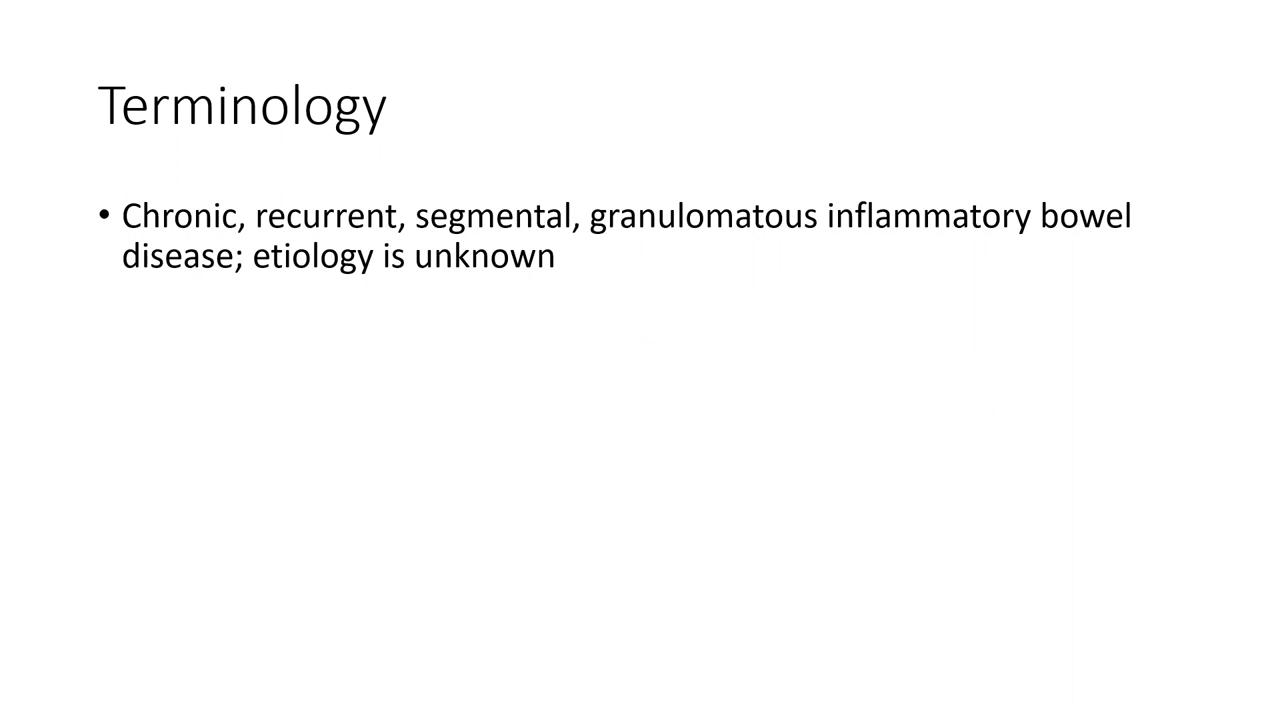 Terminology
• Chronic, recurrent, segmental, granulomatous inflammatory bowel
disease; etiology is unknown